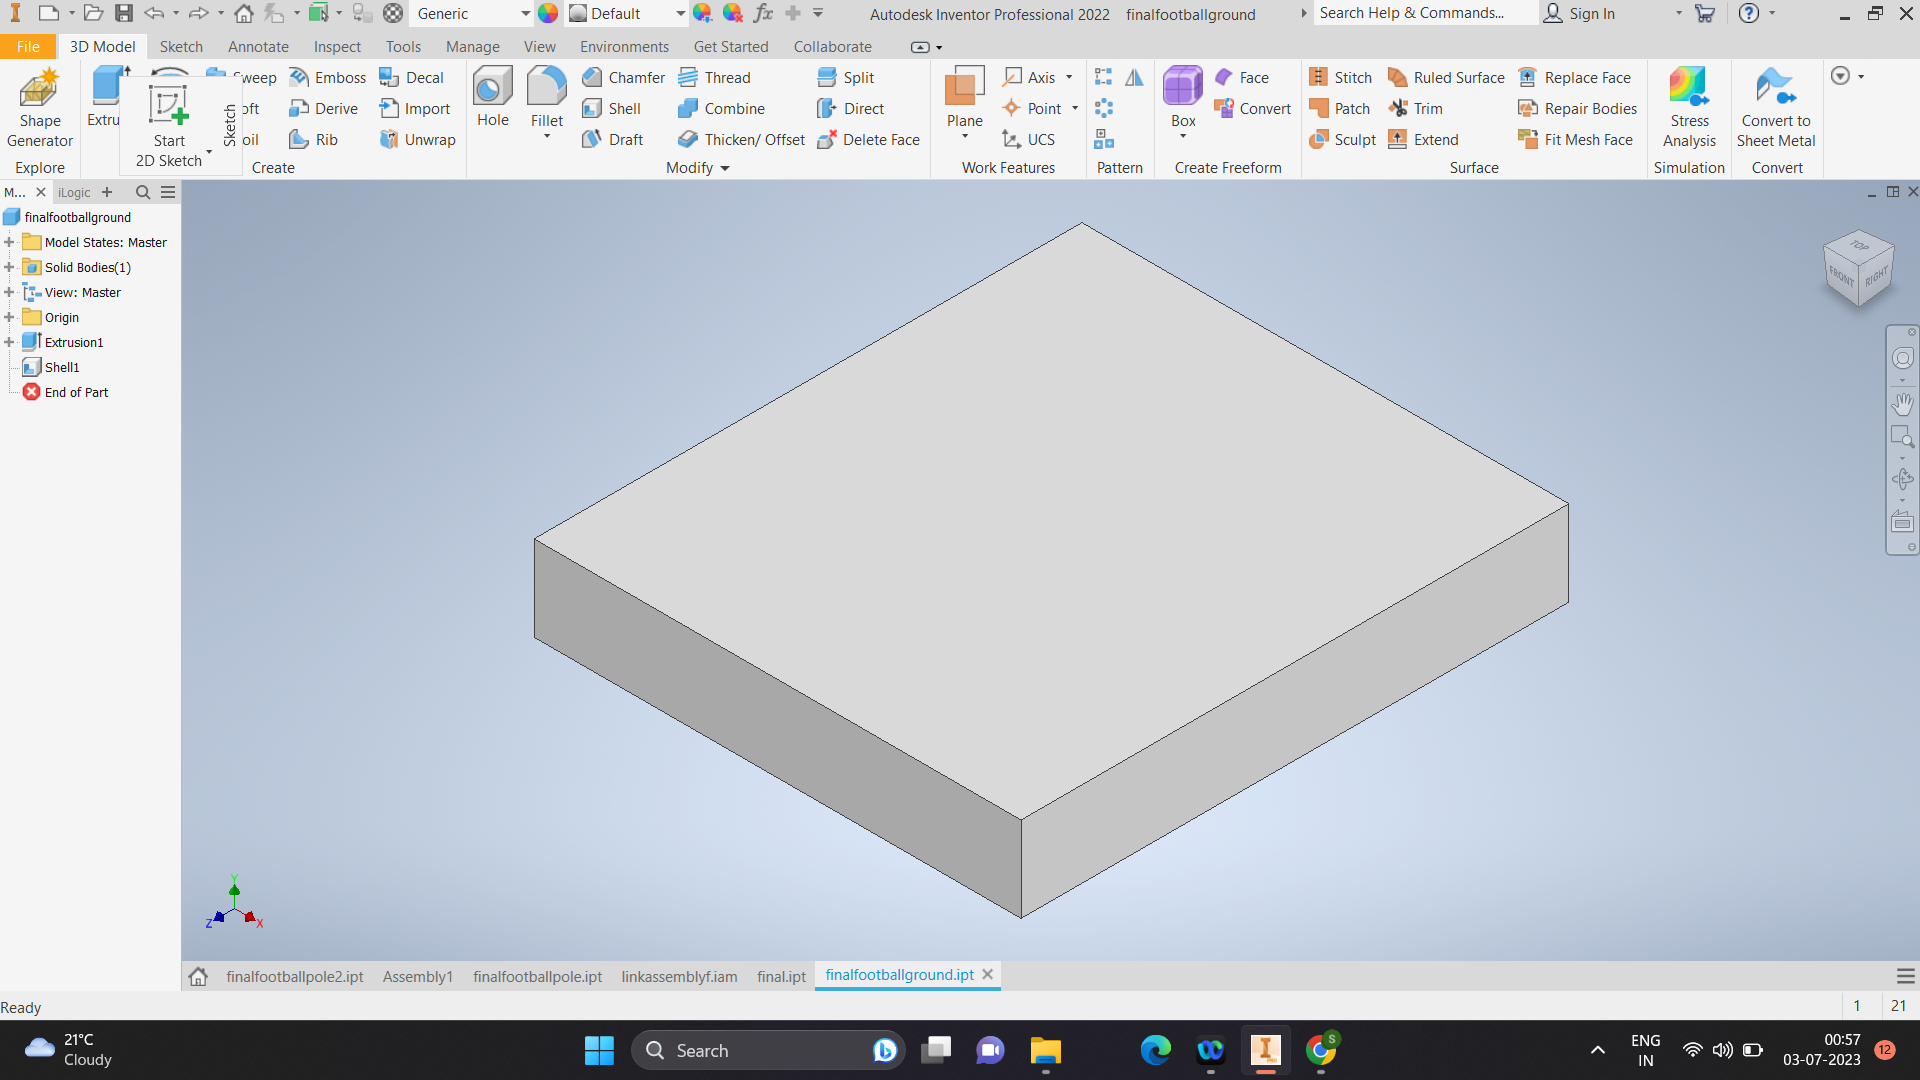 Generic
Default
fx
Autodesk Inventor Professional 2022 finalfootballground
Search Help & Commands...
Sign In
File
3D Model
Sketch
Annotate
Inspect
Tools
Manage
View
Environments
Get Started
Collaborate
Shape
Generator
Explore
Start
2D Sketch
Sketch
Sweep
Emboss
Derive
Rib
Decal
Import
Unwrap
Create
Hole
Fillet
Chamfer
Shell
Draft
Thread
Combine
Thicken/ Offset
Split
Direct
Delete Face
Modify
Plane
Axis
Point
UCS
Work Features
Pattern
Box
Face
Convert
Create Freeform
Stitch
Patch
Sculpt
Ruled Surface
Trim
Extend
Replace Face
Repair Bodies
Fit Mesh Face
Surface
Stress
Analysis
Simulation
Convert to
Sheet Metal
Convert
M...
iLogic
finalfootballground
Model States: Master
Solid Bodies(1)
View: Master
Origin
Extrusion1
Shell1
End of Part
TOP
FRONT
RIGHT
Y
Z
X
finalfootballpole2.ipt
Assembly1
finalfootballpole.ipt
linkassemblyf.iam
final.ipt
finalfootballground.ipt
Ready
1
21
21°C
Cloudy
Search
S
ENG
IN
00:57
03-07-2023
12